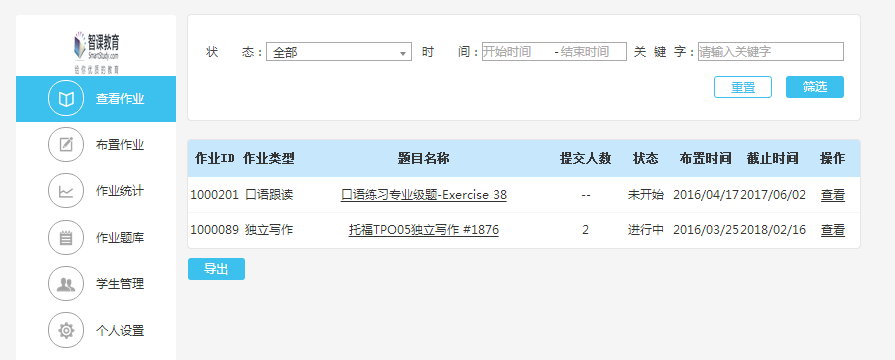 智课教育
SmartStudy.com
给你优质的教育
查看作业
布置作业
作业统计
作业题库
学生管理
个人设置
状 态: 全部 时 间: 开始时间 - 结束时间 关 键 字: 请输入关键字
重置 筛选
作业ID 作业类型 题目名称 提交人数 状态 布置时间 截止时间 操作
1000201 口语跟读 口语练习专业级题-Exercise 38 -- 未开始 2016/04/17 2017/06/02 查看
1000089 独立写作 托福TPO05独立写作 #1876 2 进行中 2016/03/25 2018/02/16 查看
导出